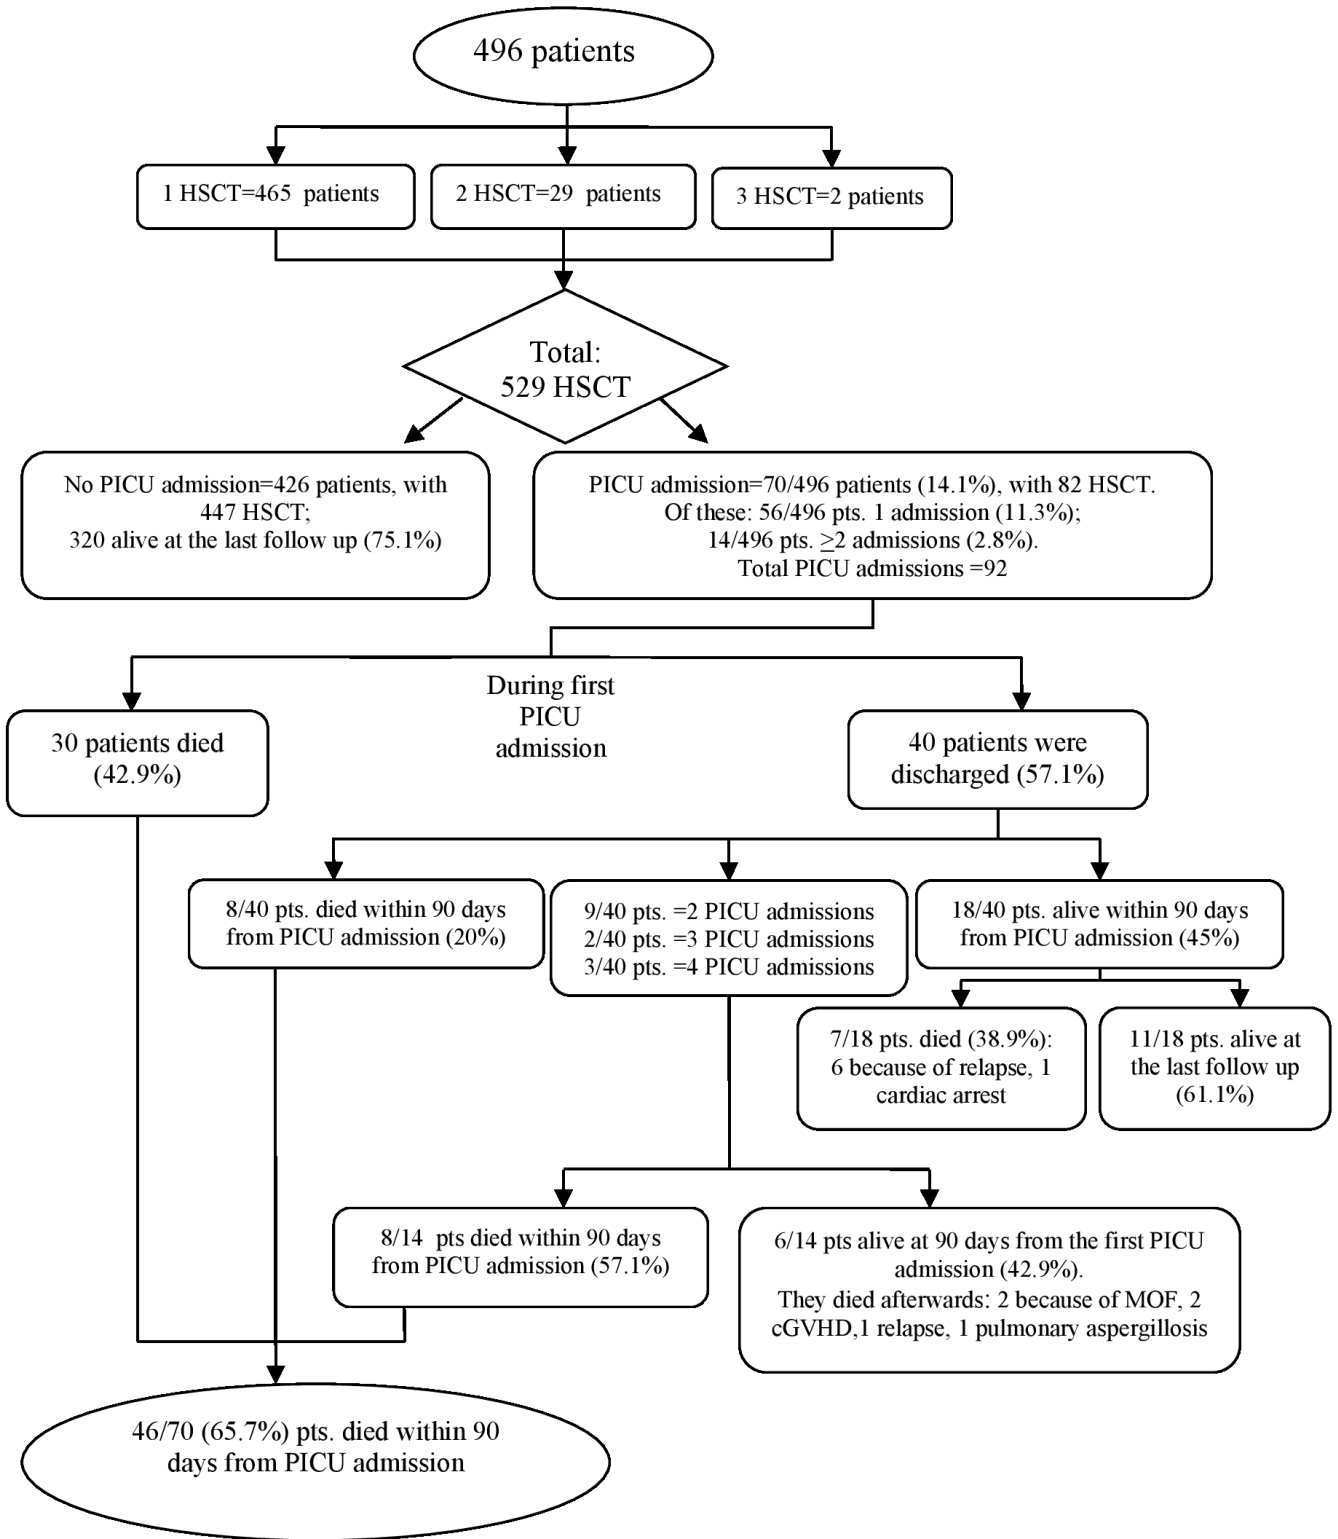 496 patients
1 HSCT=465  patients
2 HSCT=29  patients
3 HSCT=2 patients
Total:
529 HSCT
No PICU admission=426 patients, with
447 HSCT;
320 alive at the last follow up (75.1%)
PICU admission=70/496 patients (14.1%), with 82 HSCT.
Of these: 56/496 pts. 1 admission (11.3%);
14/496 pts. ≥2 admissions (2.8%).
Total PICU admissions =92
During first
PICU
admission
30 patients died
(42.9%)
40 patients were
discharged (57.1%)
8/40 pts. died within 90 days
from PICU admission (20%)
9/40 pts. =2 PICU admissions
2/40 pts. =3 PICU admissions
3/40 pts. =4 PICU admissions
18/40 pts. alive within 90 days
from PICU admission (45%)
7/18 pts. died (38.9%):
6 because of relapse, 1
cardiac arrest
11/18 pts. alive at
the last follow up
(61.1%)
8/14  pts died within 90 days
from PICU admission (57.1%)
6/14 pts alive at 90 days from the first PICU
admission (42.9%).
They died afterwards: 2 because of MOF, 2
cGVHD,1 relapse, 1 pulmonary aspergillosis
46/70 (65.7%) pts. died within 90
days from PICU admission